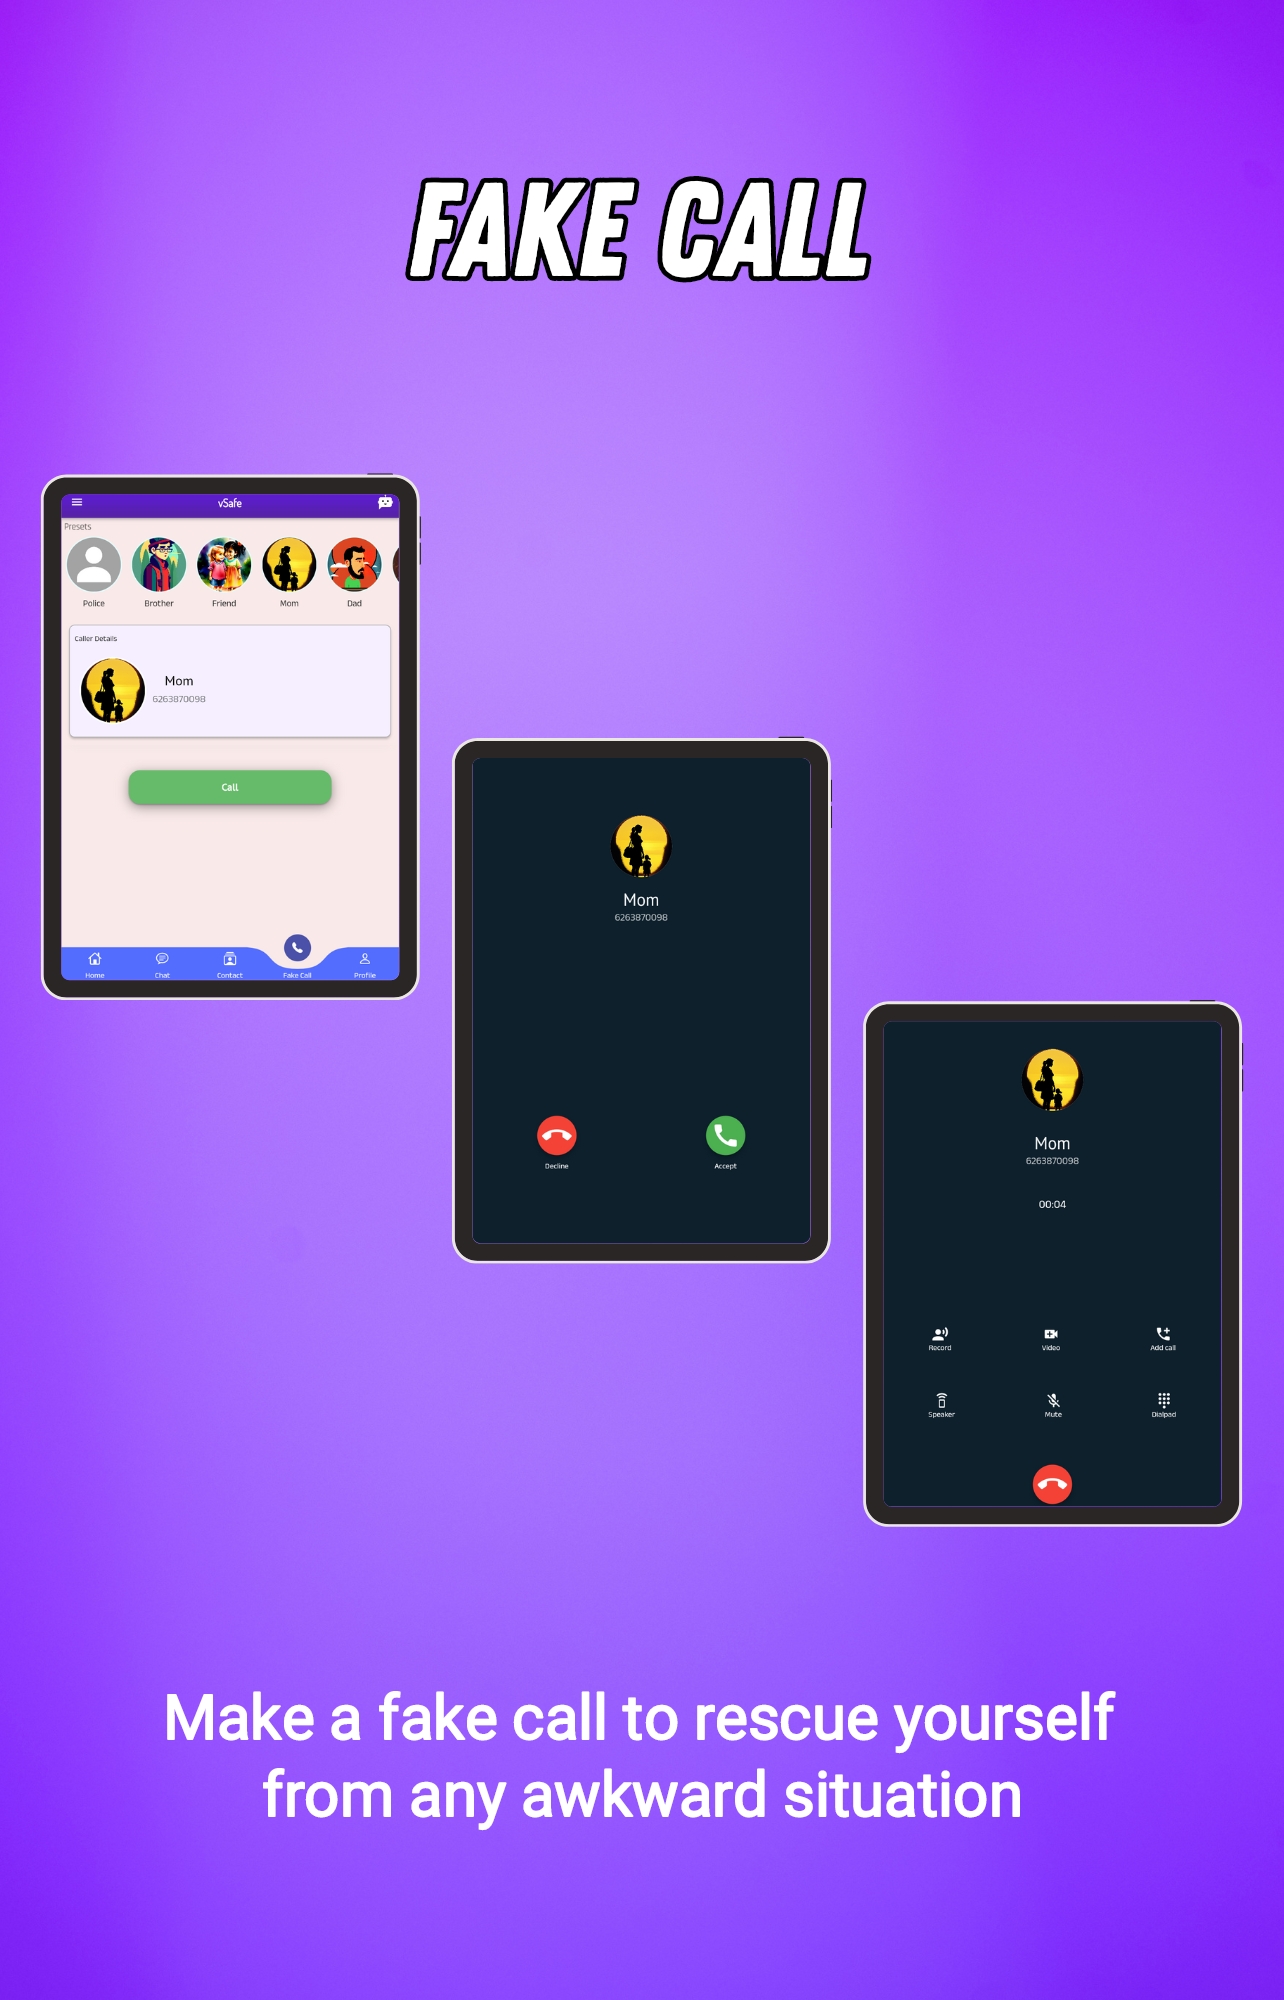 FAKE CALL
vSafe
Presets
Police
Brother
Friend
Mom
Dad
Caller Details
Mom
6263870098
Call
Home
Chat
Contact
Fake Call
Profile
Mom
6263870098
Decline
Accept
Mom
6263870098
00:04
Record
Video
Add call
Speaker
Mute
Dialpad
Make a fake call to rescue yourself
from any awkward situation